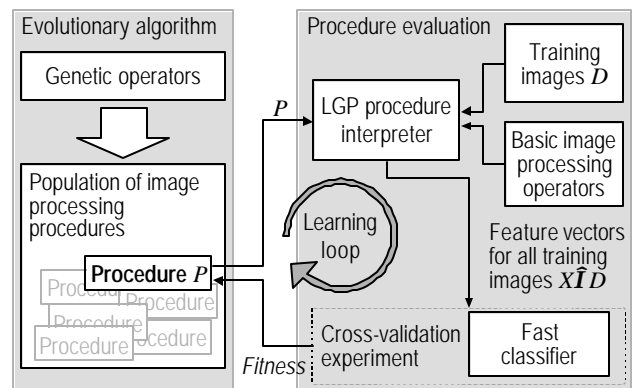 Evolutionary algorithm
Genetic operators
Population of image
processing
procedures
Procedure P
Procedure
Procedure
Procedure
Procedure
Procedure
Procedure evaluation
P
LGP procedure
interpreter
Training
images D
Basic image
processing
operators
Learning
loop
Feature vectors
for all training
images XÎD
Fitness
Cross-validation
experiment
Fast
classifier